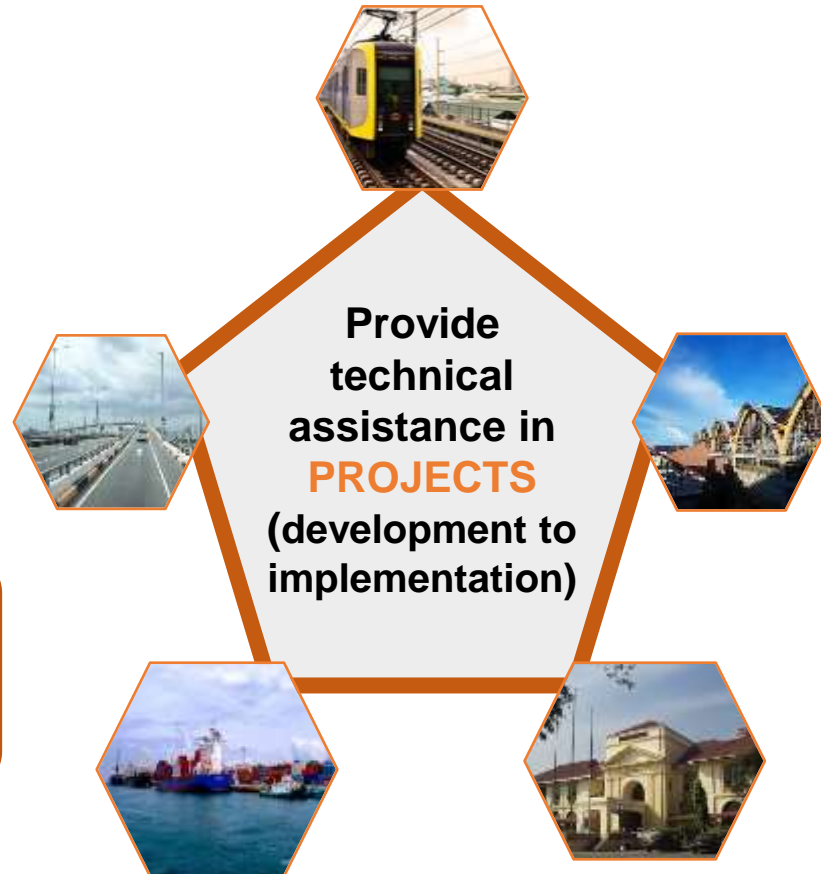 Provide
technical
assistance in
PROJECTS
(development to
implementation)